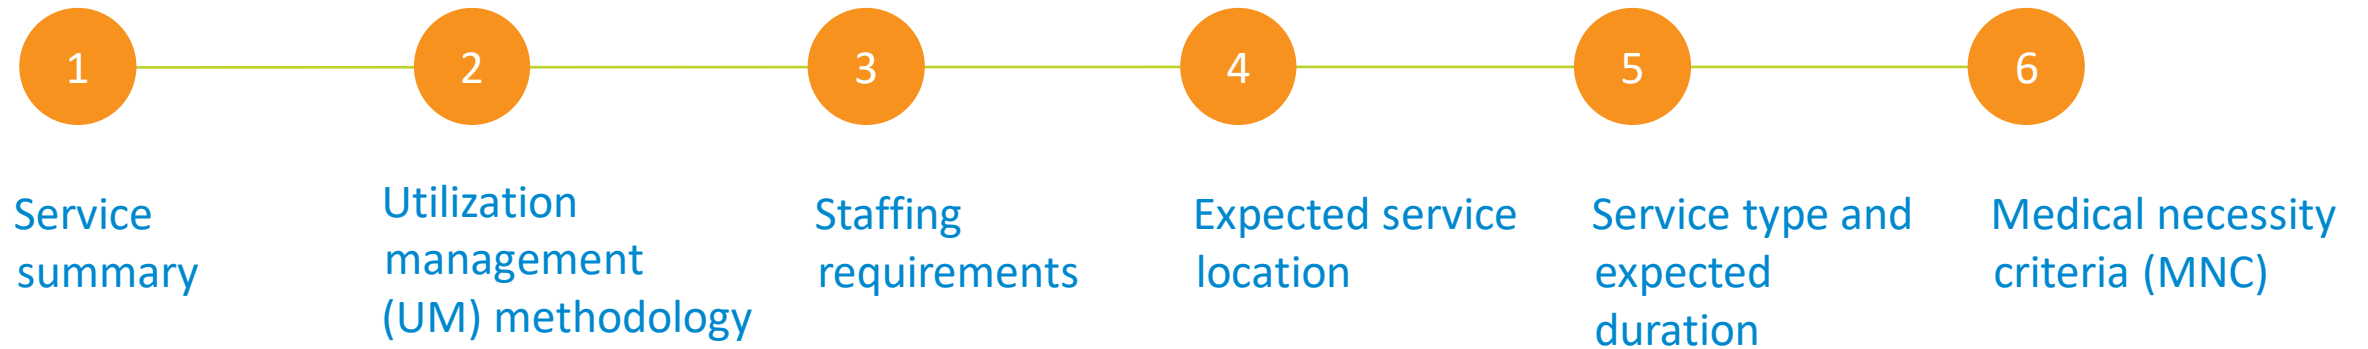 1
2
3
4
5
6
Service
summary
Utilization
management
(UM) methodology
Staffing
requirements
Expected service
location
Service type and
expected
duration
Medical necessity
criteria (MNC)